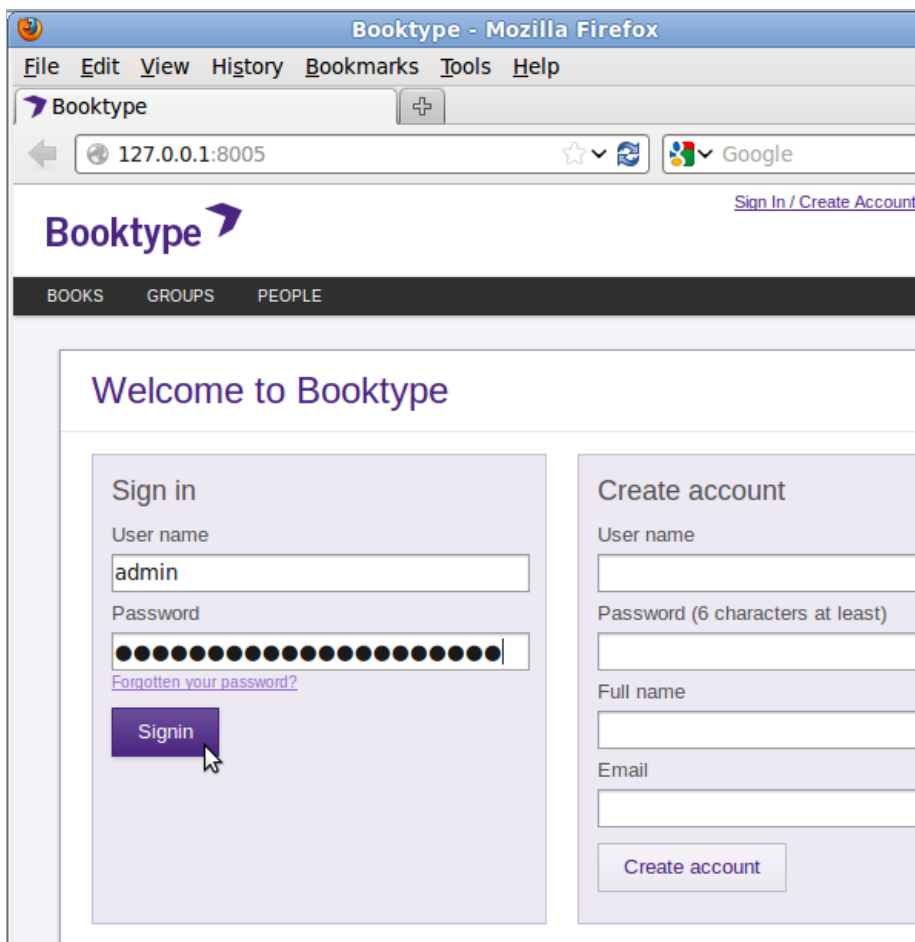 Booktype - Mozilla Firefox
File Edit View History Bookmarks Tools Help
Booktype
127.0.0.1:8005 Google
Sign In / Create Account
Booktype
BOOKS GROUPS PEOPLE
Welcome to Booktype
Sign in
User name
admin
Password
●●●●●●●●●●●●●●●●●●●●●
Forgotten your password?
Signin
Create account
User name
Password (6 characters at least)
Full name
Email
Create account